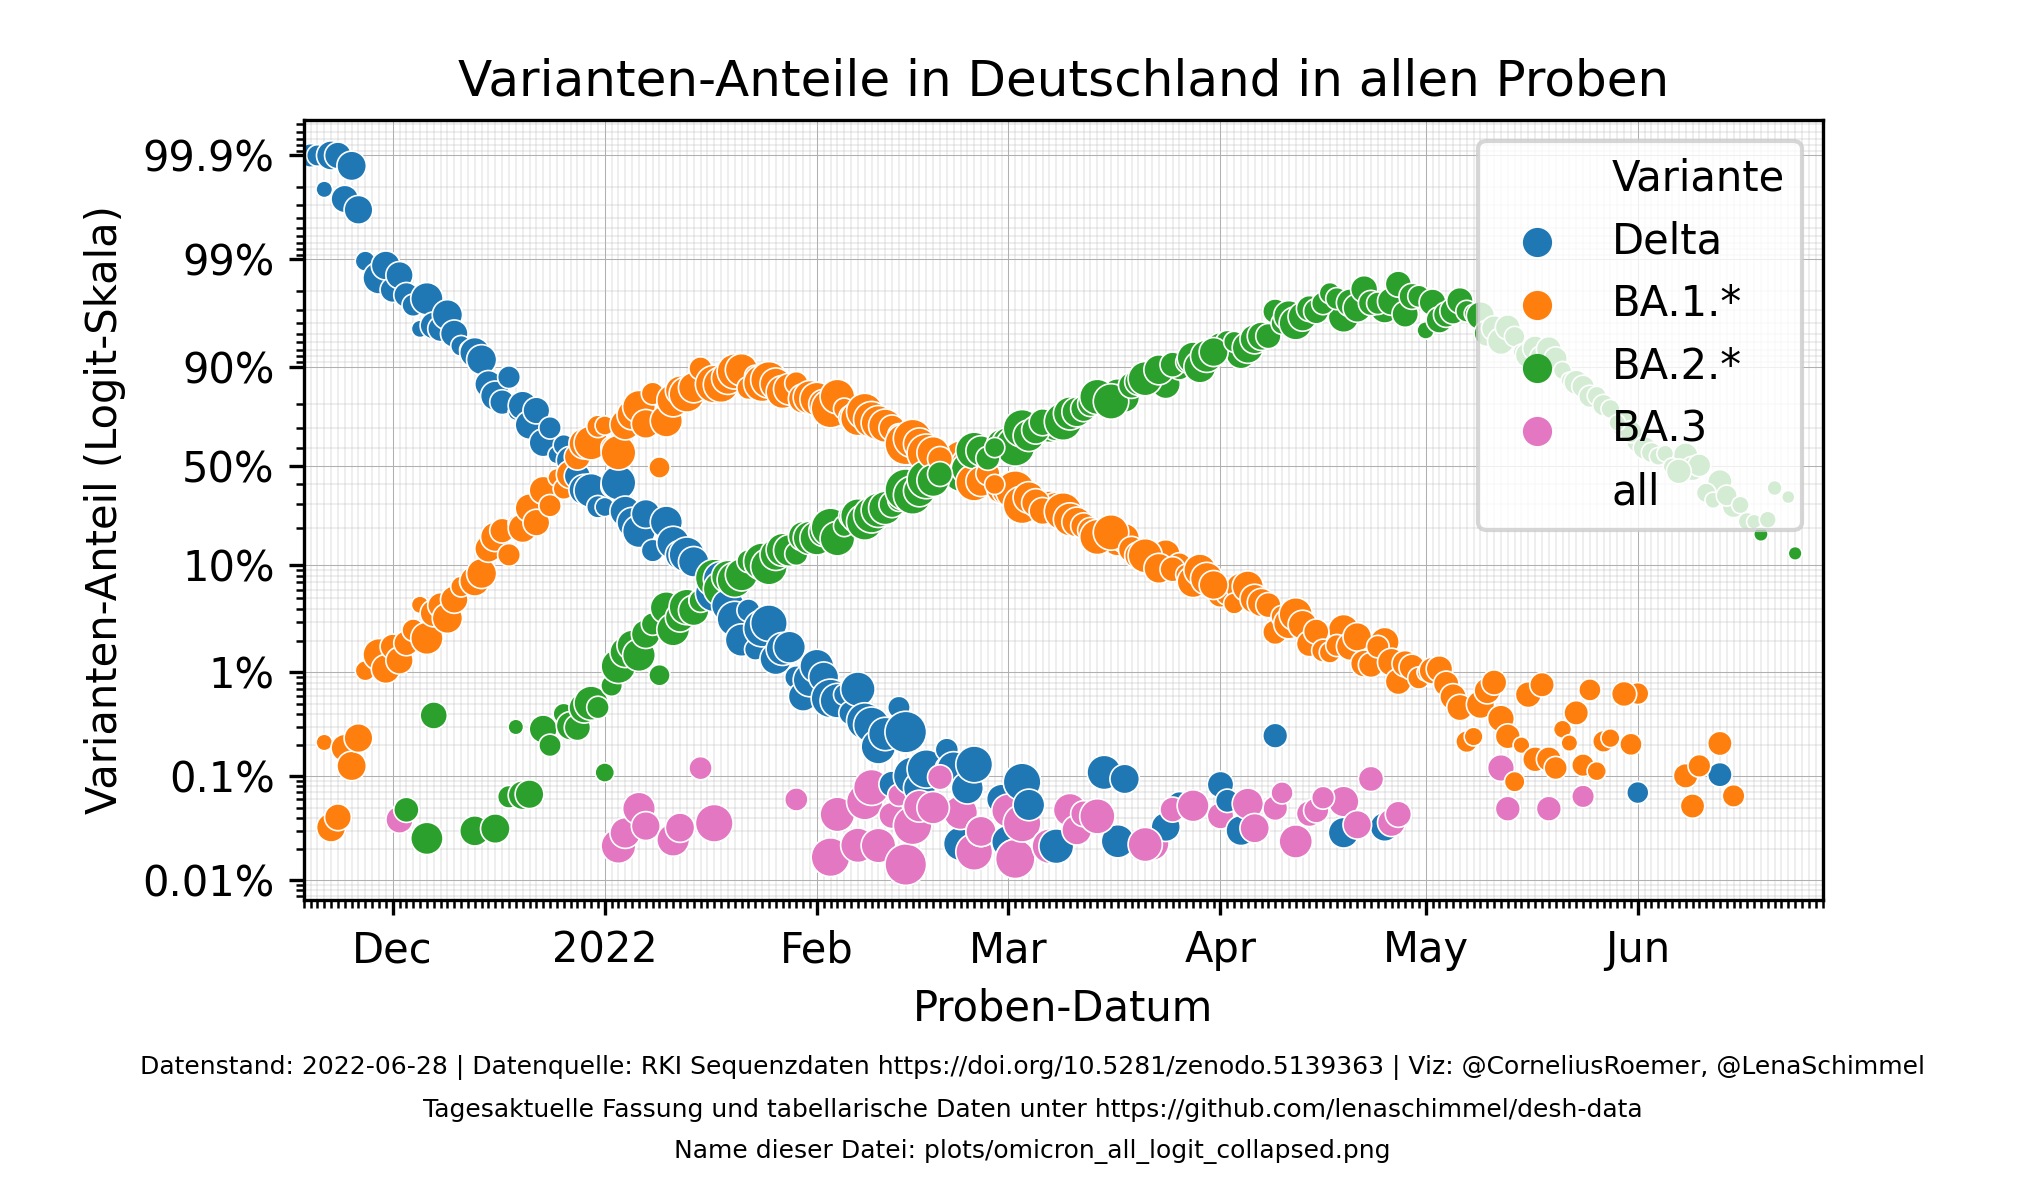 Varianten-Anteile in Deutschland in allen Proben
Varianten-Anteil (Logit-Skala)
99.9%
99%
90%
50%
10%
1%
0.1%
0.01%
Variante
Delta
BA.1.*
BA.2.*
BA.3
all
Dec 2022 Feb Mar Apr May Jun
Proben-Datum
Datenstand: 2022-06-28 | Datenquelle: RKI Sequenzdaten https://doi.org/10.5281/zenodo.5139363 | Viz: @CorneliusRoemer, @LenaSchimmel
Tagesaktuelle Fassung und tabellarische Daten unter https://github.com/lenaschimmel/desh-data
Name dieser Datei: plots/omicron_all_logit_collapsed.png